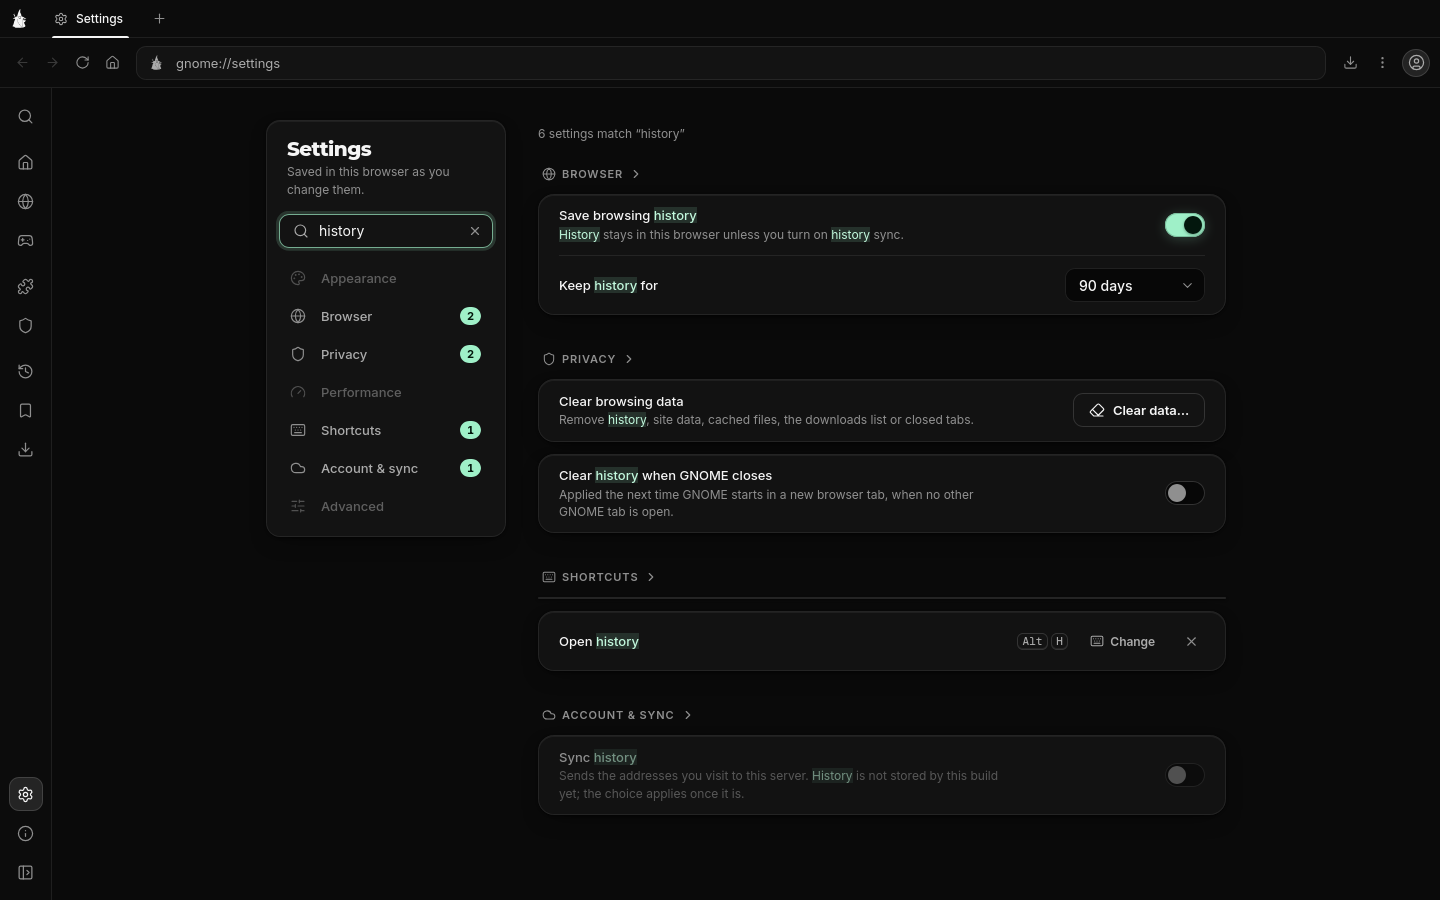 Settings
gnome://settings
Settings
Saved in this browser as you
change them.
history
Appearance
Browser 2
Privacy 2
Performance
Shortcuts 1
Account & sync 1
Advanced
6 settings match “history”
BROWSER
Save browsing history
History stays in this browser unless you turn on history sync.
Keep history for 90 days
PRIVACY
Clear browsing data
Remove history, site data, cached files, the downloads list or closed tabs.
Clear data...
Clear history when GNOME closes
Applied the next time GNOME starts in a new browser tab, when no other
GNOME tab is open.
SHORTCUTS
Open history Alt H Change
ACCOUNT & SYNC
Sync history
Sends the addresses you visit to this server. History is not stored by this build
yet; the choice applies once it is.